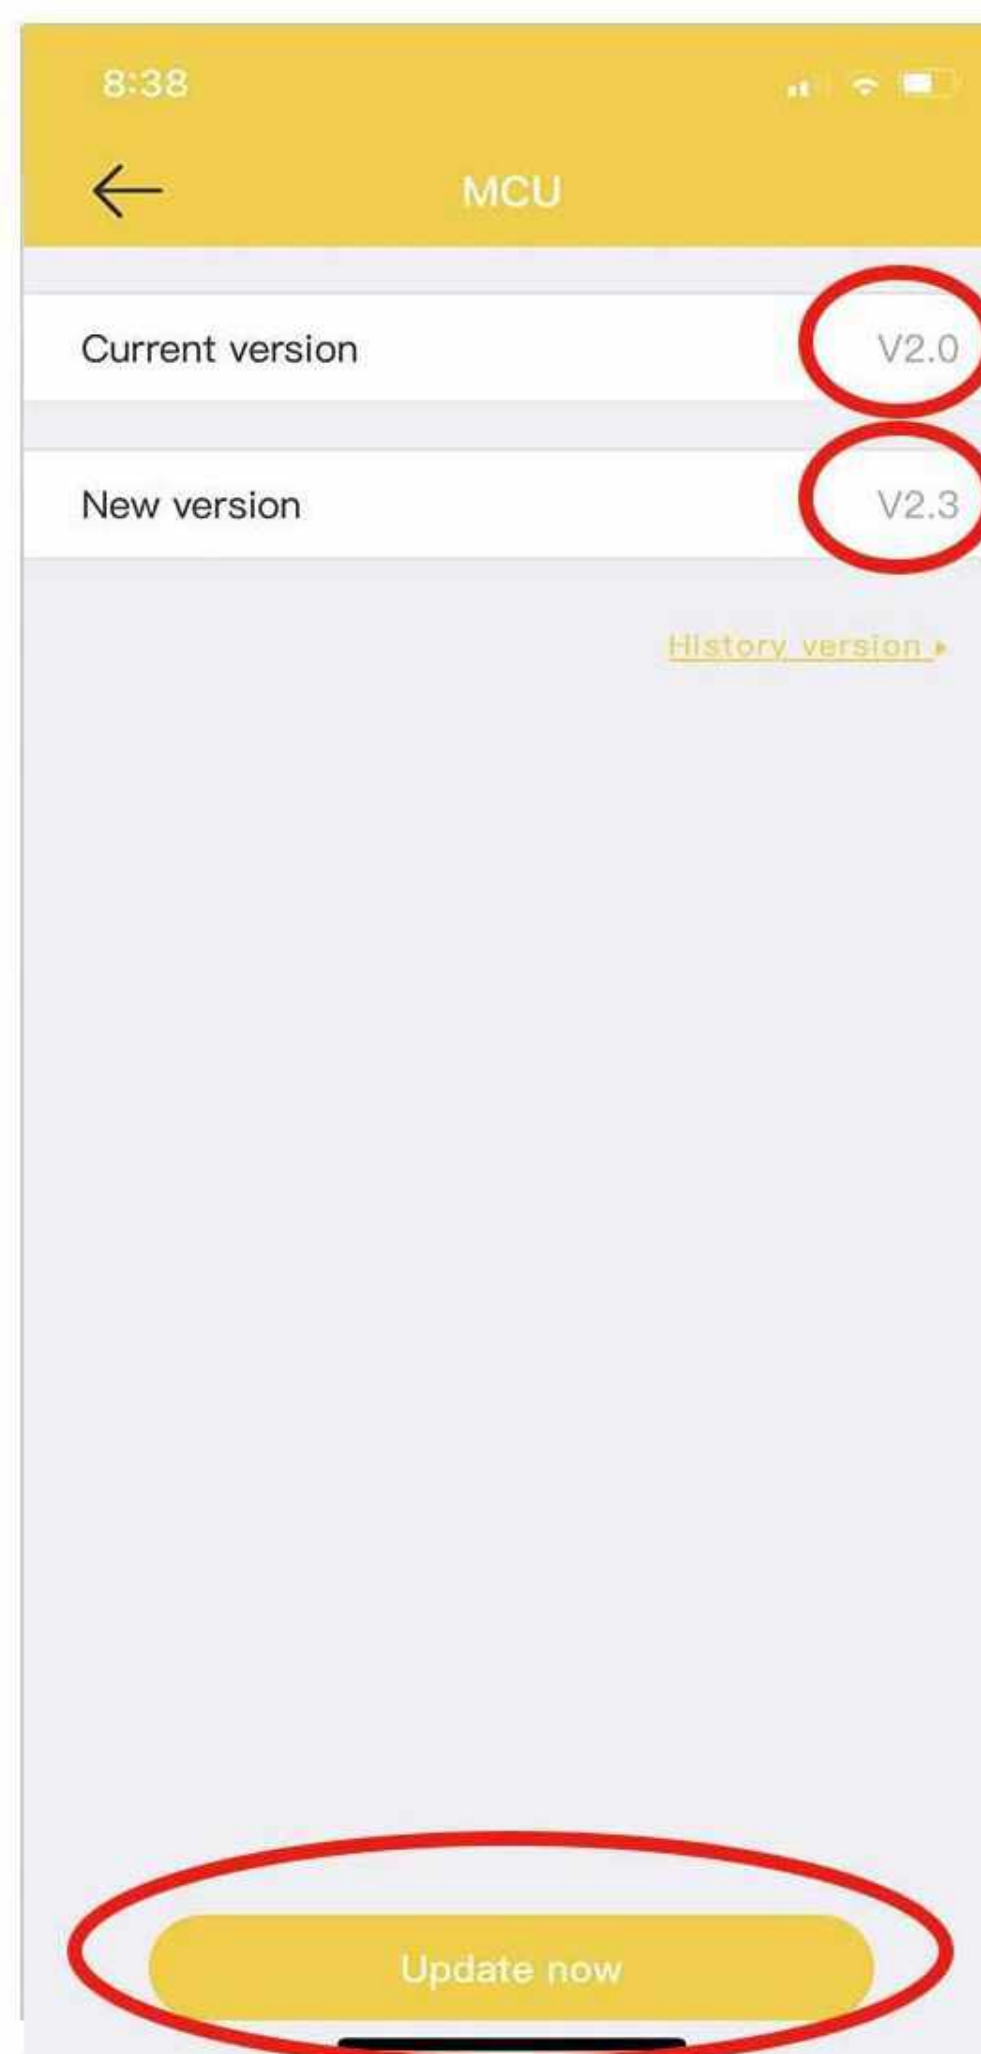 8:38
MCU
Current version V2.0
New version V2.3
History version
Update now